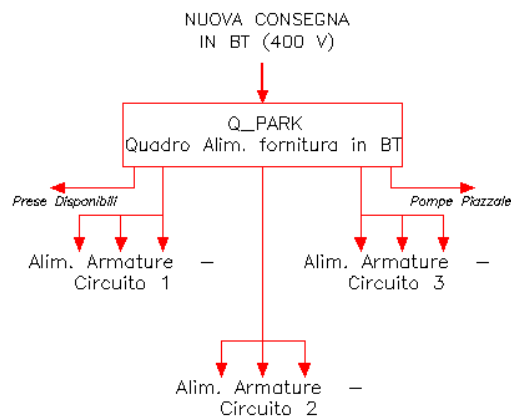 NUOVA CONSEGNA
IN BT (400 V)
Q_PARK
Quadro Alim. fornitura in BT
Prese Disponibili
Pompe Piazzale
Alim. Armature –
Circuito 1
Alim. Armature –
Circuito 3
Alim. Armature –
Circuito 2